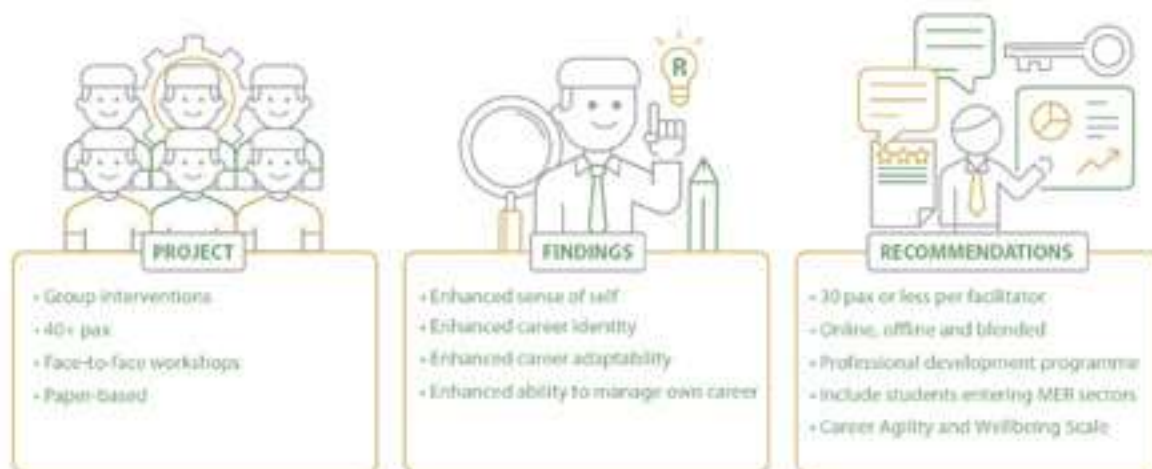 R
PROJECT
• Group interventions
• 40+ pax
• Face-to-face workshops
• Paper-based
FINDINGS
• Enhanced sense of self
• Enhanced career identity
• Enhanced career adaptability
• Enhanced ability to manage own career
RECOMMENDATIONS
• 30 pax or less per facilitator
• Online, offline and blended
• Professional development programme
• Include students entering MER sectors
• Career Agility and Wellbeing Scale